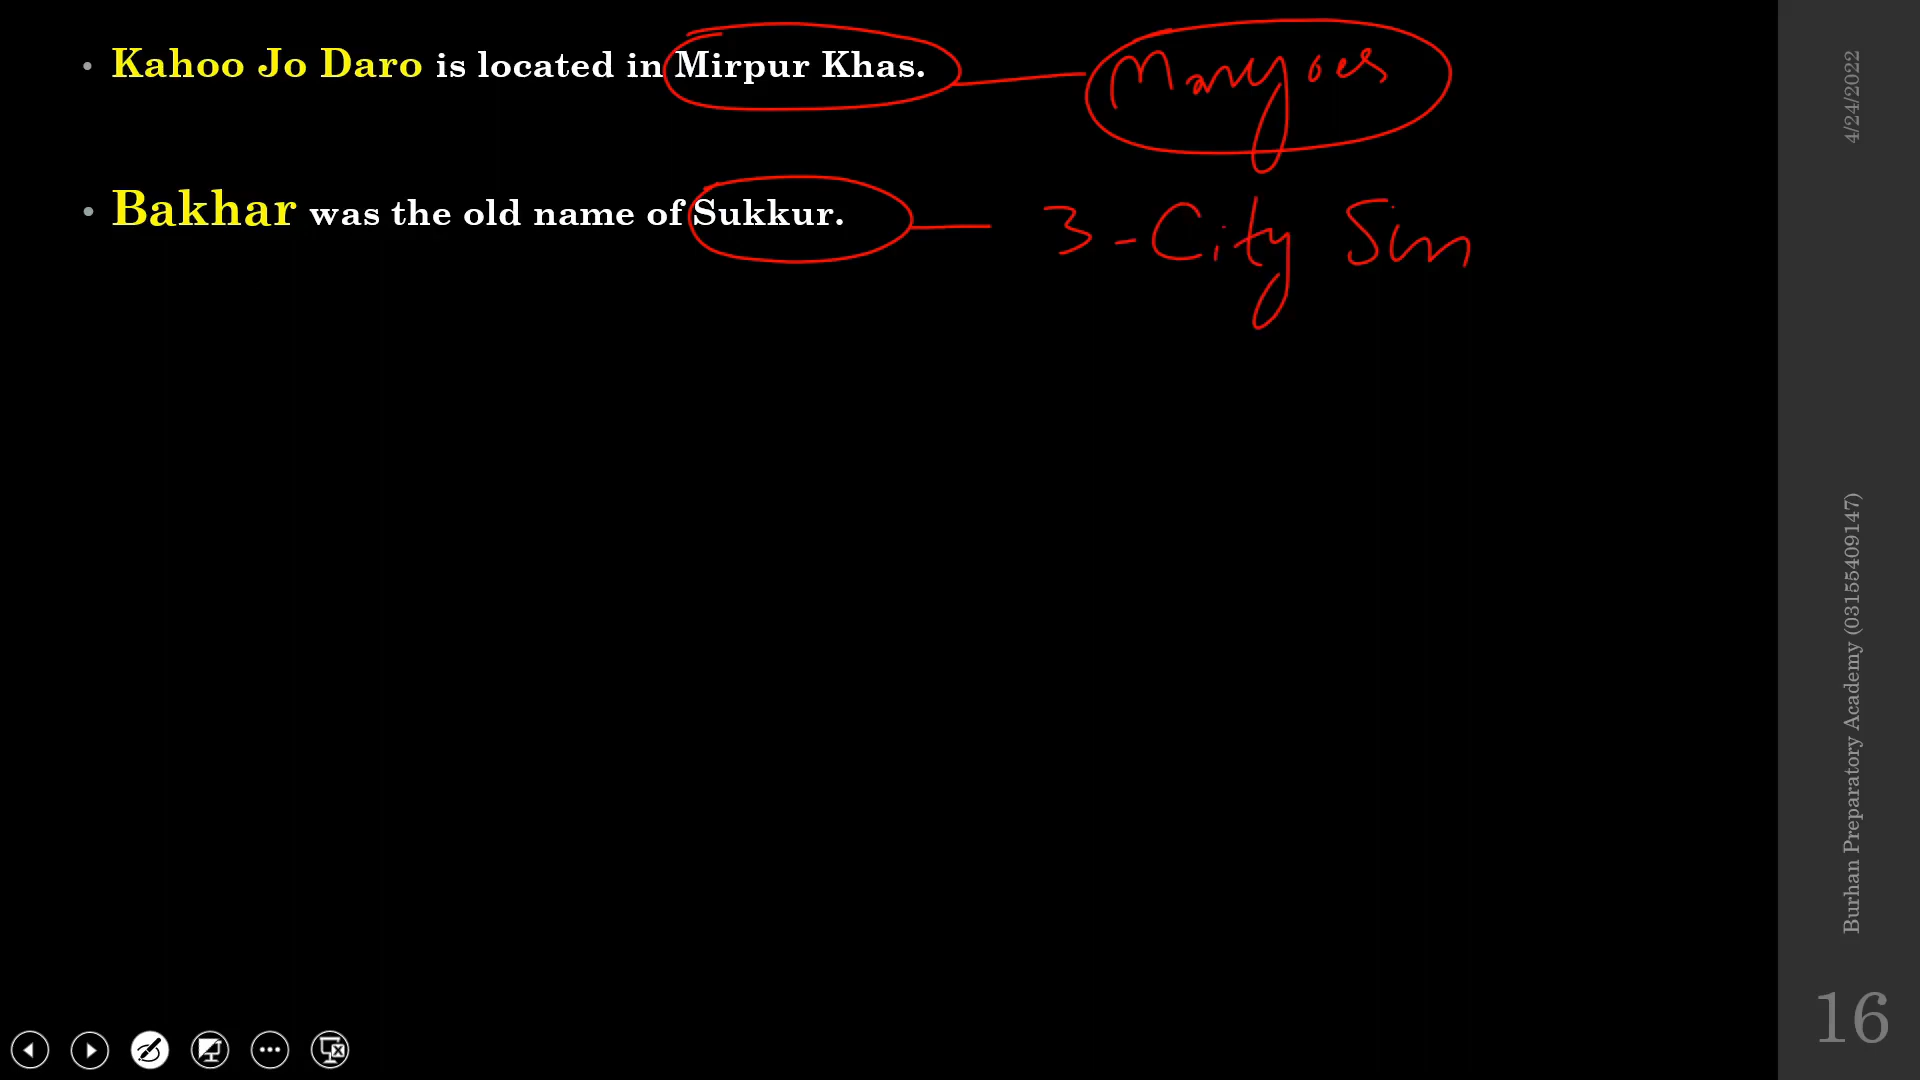 • Kahoo Jo Daro is located in Mirpur Khas. Mangoes
• Bakhar was the old name of Sukkur. 3-City Sin
4/24/2022
Burhan Preparatory Academy (03155409147)
16